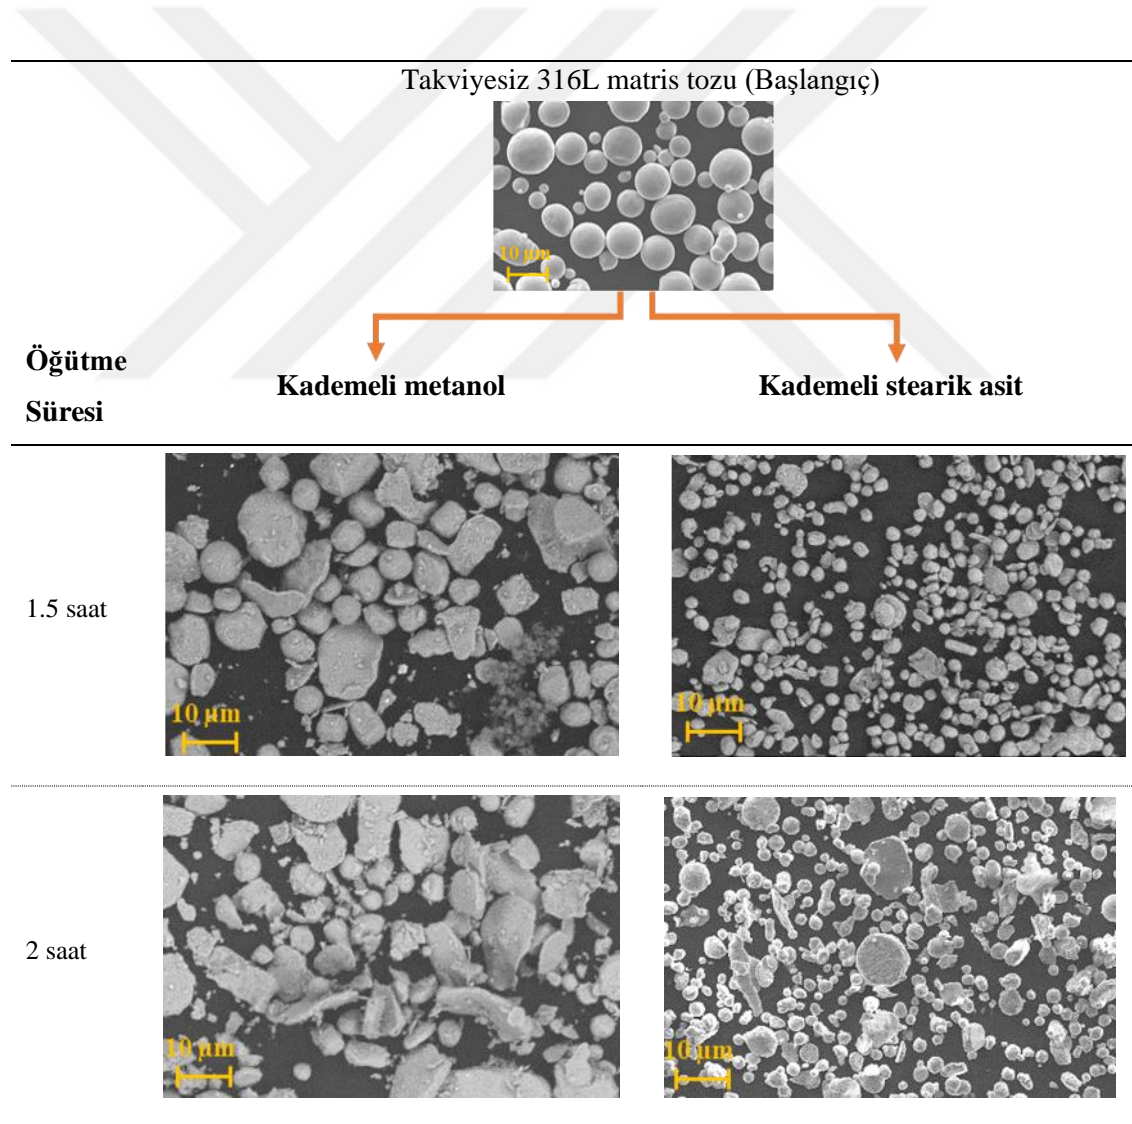 Takviyesiz 316L matris tozu (Başlangıç)
10 µm
Öğütme
Süresi
Kademeli metanol
Kademeli stearik asit
1.5 saat
10 µm
10 µm
2 saat
10 µm
10 µm